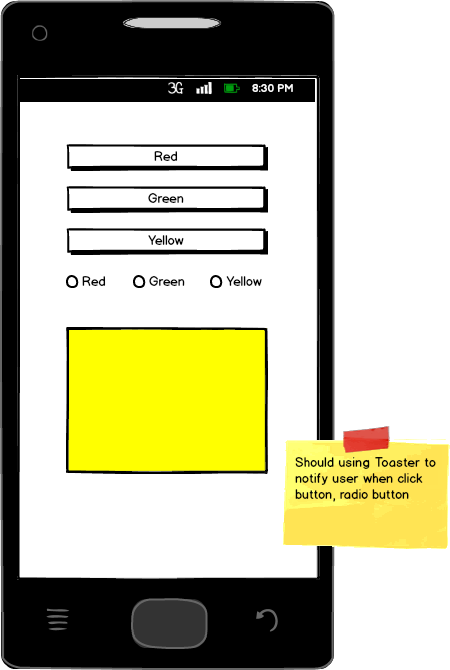 3G 8:30 PM
Red
Green
Yellow
Red Green Yellow
Should using Toaster to
notify user when click
button, radio button